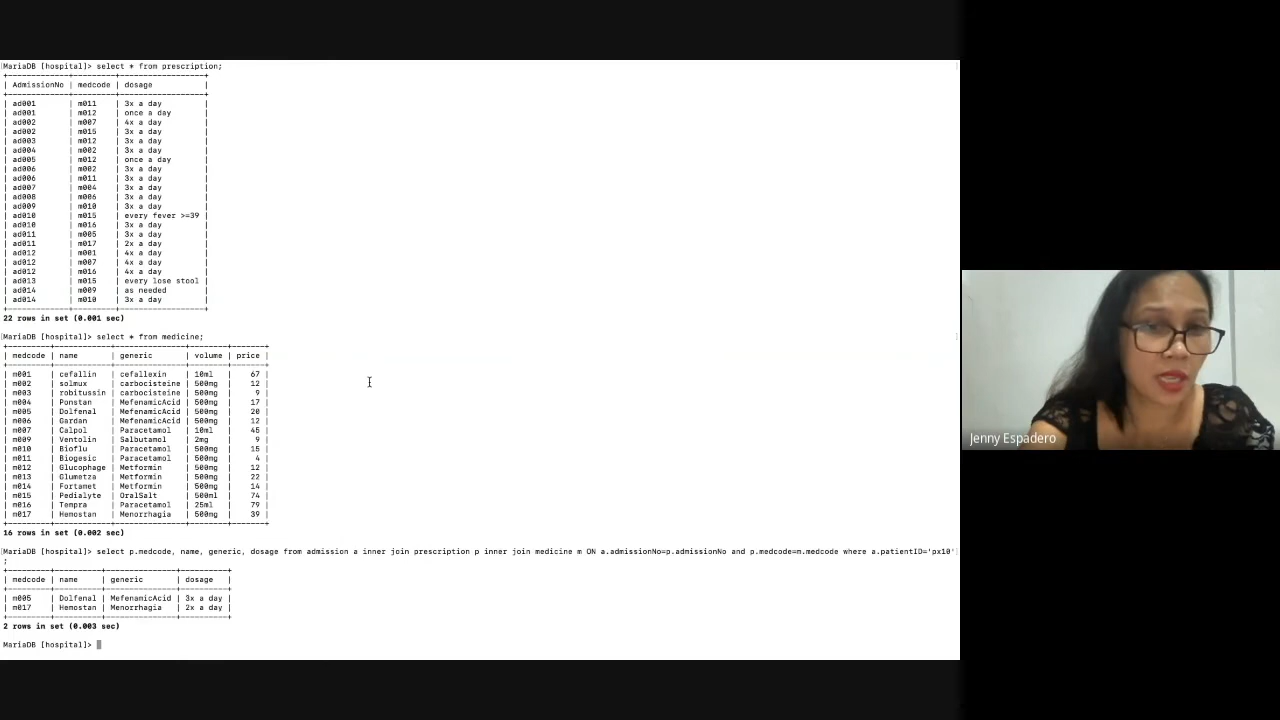 MariaDB [hospital]> select * from prescription;
+-------------+---------+------------------+
| AdmissionNo | medcode | dosage           |
+-------------+---------+------------------+
| ad001       | m011    | 3x a day         |
| ad001       | m012    | once a day       |
| ad002       | m007    | 4x a day         |
| ad002       | m015    | 3x a day         |
| ad003       | m012    | 3x a day         |
| ad004       | m002    | 3x a day         |
| ad005       | m012    | once a day       |
| ad006       | m002    | 3x a day         |
| ad006       | m011    | 3x a day         |
| ad007       | m004    | 3x a day         |
| ad008       | m006    | 3x a day         |
| ad009       | m010    | 3x a day         |
| ad010       | m015    | every fever >=39 |
| ad010       | m016    | 3x a day         |
| ad011       | m005    | 3x a day         |
| ad011       | m017    | 2x a day         |
| ad012       | m001    | 4x a day         |
| ad012       | m007    | 4x a day         |
| ad012       | m016    | 4x a day         |
| ad013       | m015    | every lose stool |
| ad014       | m009    | as needed        |
| ad014       | m010    | 3x a day         |
+-------------+---------+------------------+
22 rows in set (0.001 sec)
MariaDB [hospital]> select * from medicine;
+---------+------------+---------------+--------+-------+
| medcode | name       | generic       | volume | price |
+---------+------------+---------------+--------+-------+
| m001    | cefallin   | cefallexin    | 10ml   |    67 |
| m002    | solmux     | carbocisteine | 500mg  |    12 |
| m003    | robitussin | carbocisteine | 500mg  |     9 |
| m004    | Ponstan    | MefenamicAcid | 500mg  |    17 |
| m005    | Dolfenal   | MefenamicAcid | 500mg  |    20 |
| m006    | Gardan     | MefenamicAcid | 500mg  |    12 |
| m007    | Calpol     | Paracetamol   | 10ml   |    45 |
| m009    | Ventolin   | Salbutamol    | 2mg    |     9 |
| m010    | Bioflu     | Paracetamol   | 500mg  |    15 |
| m011    | Biogesic   | Paracetamol   | 500mg  |     4 |
| m012    | Glucophage | Metformin     | 500mg  |    12 |
| m013    | Glumetza   | Metformin     | 500mg  |    22 |
| m014    | Fortamet   | Metformin     | 500mg  |    14 |
| m015    | Pedialyte  | OralSalt      | 500ml  |    74 |
| m016    | Tempra     | Paracetamol   | 25ml   |    79 |
| m017    | Hemostan   | Menorrhagia   | 500mg  |    39 |
+---------+------------+---------------+--------+-------+
16 rows in set (0.002 sec)
MariaDB [hospital]> select p.medcode, name, generic, dosage from admission a inner join prescription p inner join medicine m ON a.admissionNo=p.admissionNo and p.medcode=m.medcode where a.patientID='px10'
;
+---------+----------+---------------+----------+
| medcode | name     | generic       | dosage   |
+---------+----------+---------------+----------+
| m005    | Dolfenal | MefenamicAcid | 3x a day |
| m017    | Hemostan | Menorrhagia   | 2x a day |
+---------+----------+---------------+----------+
2 rows in set (0.003 sec)
MariaDB [hospital]>
Jenny Espadero